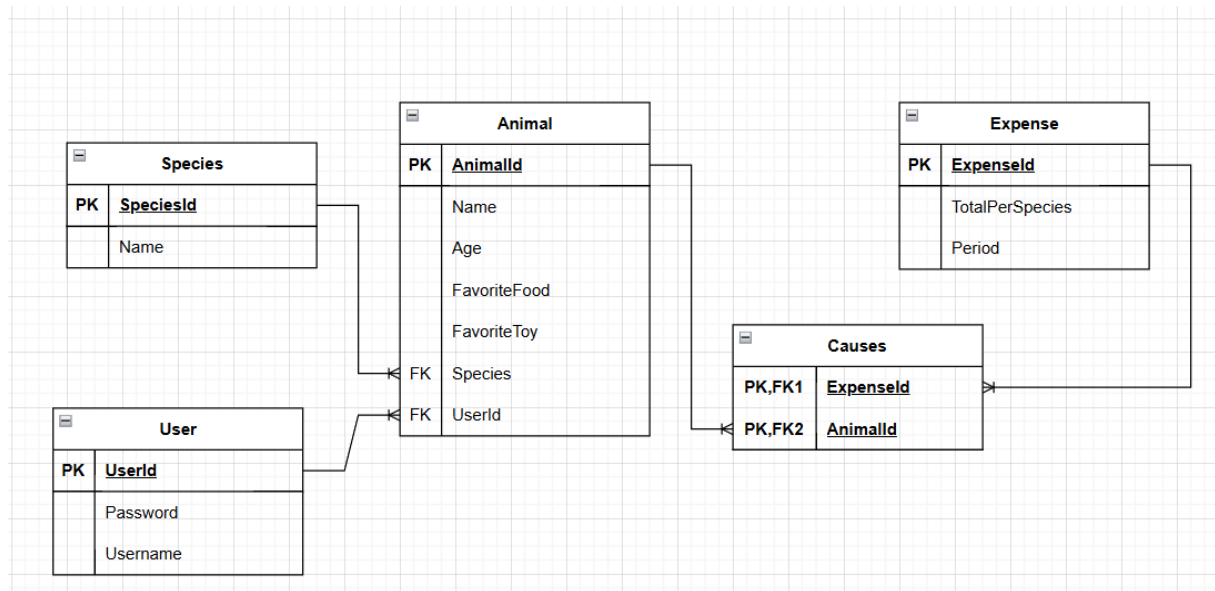 Species
PK SpeciesId
Name
Animal
PK AnimalId
Name
Age
FavoriteFood
FavoriteToy
FK Species
FK UserId
Expense
PK ExpenseId
TotalPerSpecies
Period
Causes
PK,FK1 ExpenseId
PK,FK2 AnimalId
User
PK UserId
Password
Username